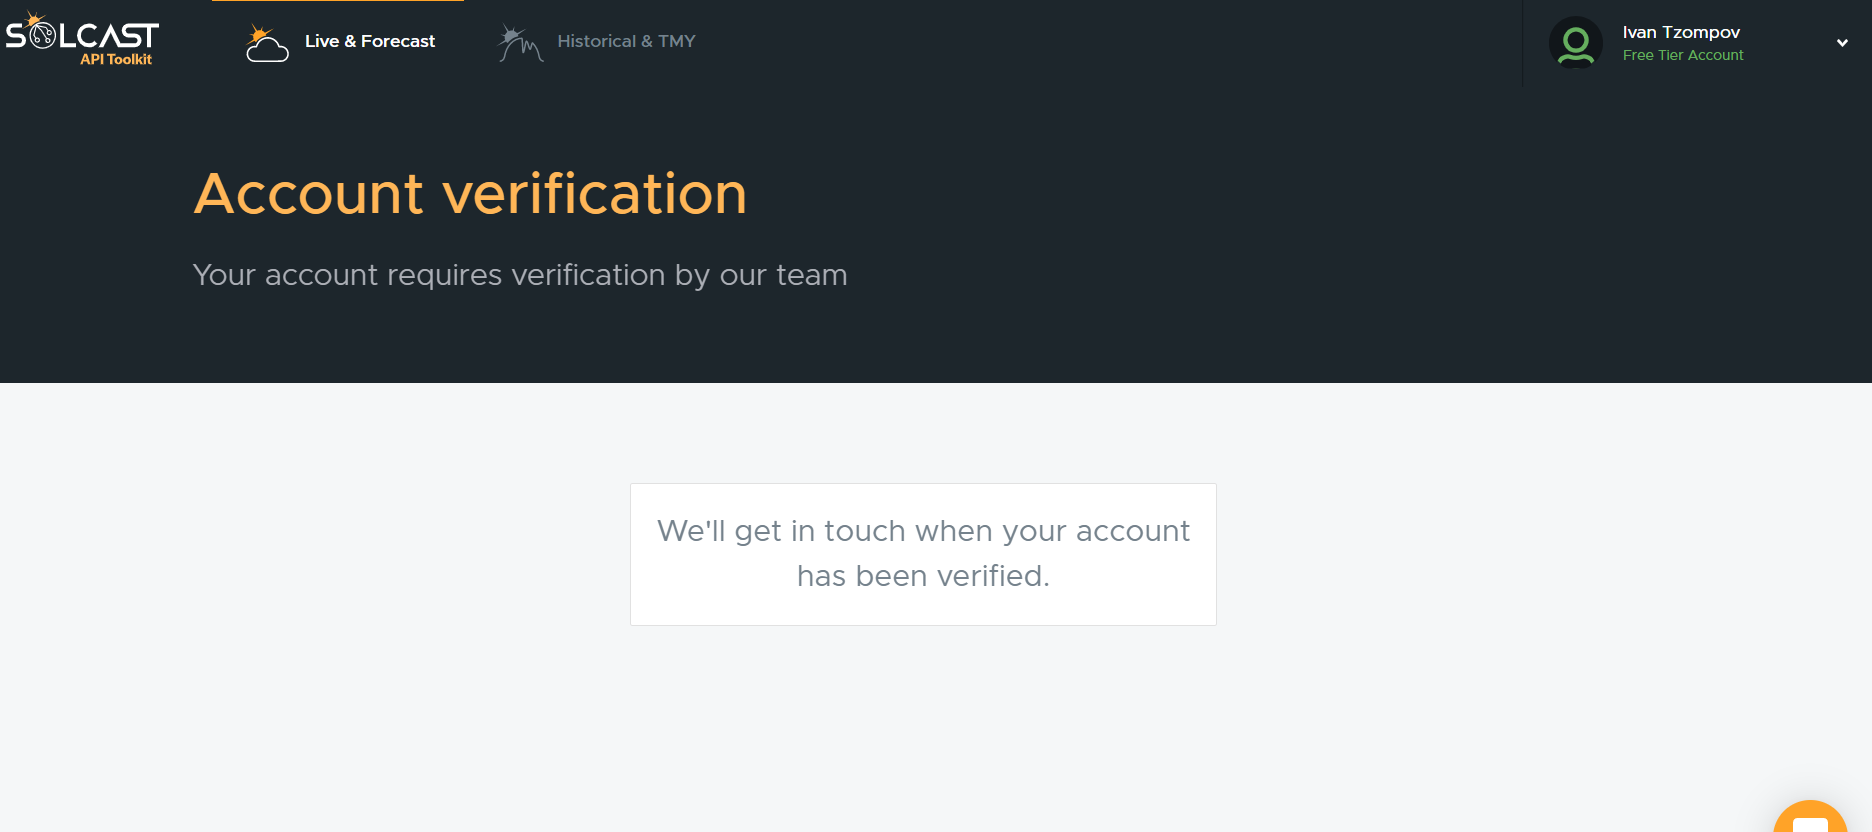 SOLCAST
API Toolkit
Live & Forecast
Historical & TMY
Ivan Tzompov
Free Tier Account
Account verification
Your account requires verification by our team
We'll get in touch when your account
has been verified.